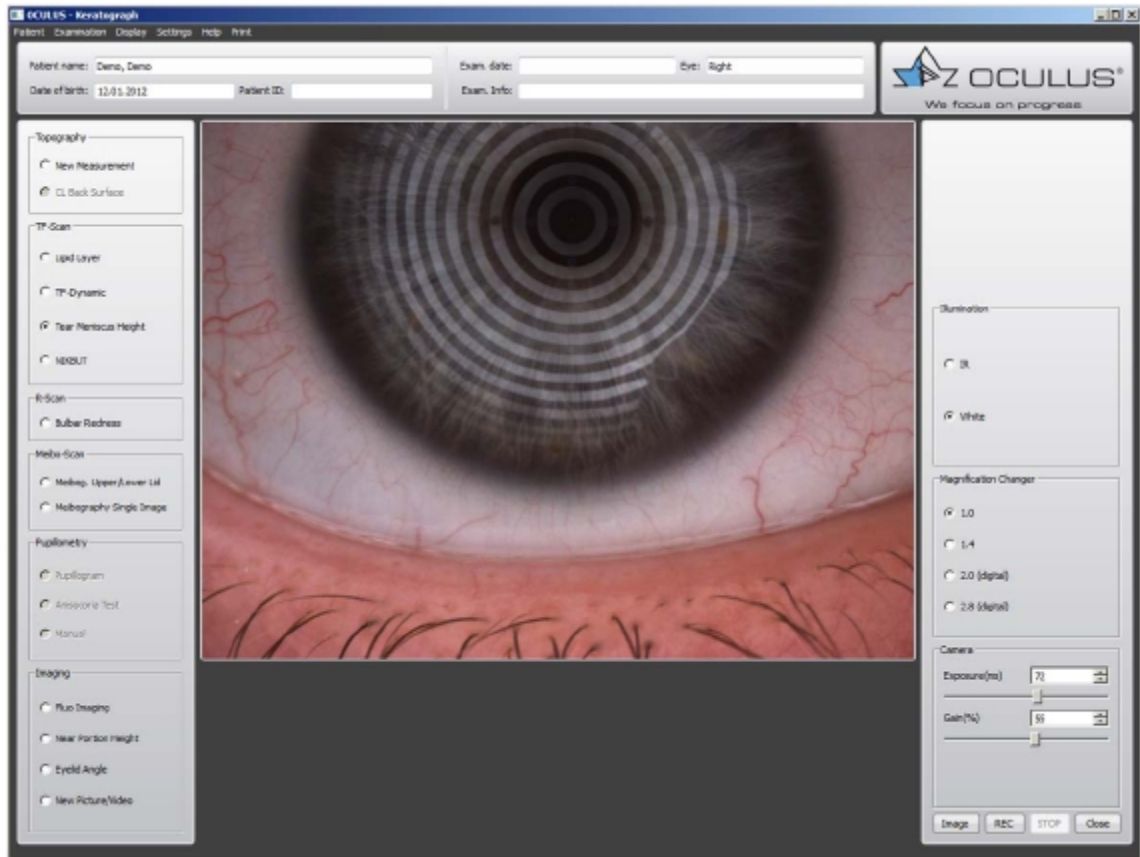 OCULUS - Keratograph
Patient Examination Display Settings Help Print
Patient name: Demo, Demo
Exam. date:
Eye: Right
Date of birth: 12.01.2012
Patient ID:
Exam. Info:
OCULUS®
We focus on progress
Topography
New Measurement
CL Back Surface
TF-Scan
Lipid Layer
TF-Dynamic
Tear Meniscus Height
NIKBUT
R-Scan
Bulbar Redness
Meibo-Scan
Meibog. Upper/Lower Lid
Meibography Single Image
Pupillometry
Pupillogram
Anisocoria Test
Manual
Imaging
Fluo Imaging
Near Portion Height
Eyelid Angle
New Picture/Video
Illumination
IR
White
Magnification Changer
1.0
1.4
2.0 (digital)
2.8 (digital)
Camera
Exposure(ms) 72
Gain(%) 55
Image REC STOP Close